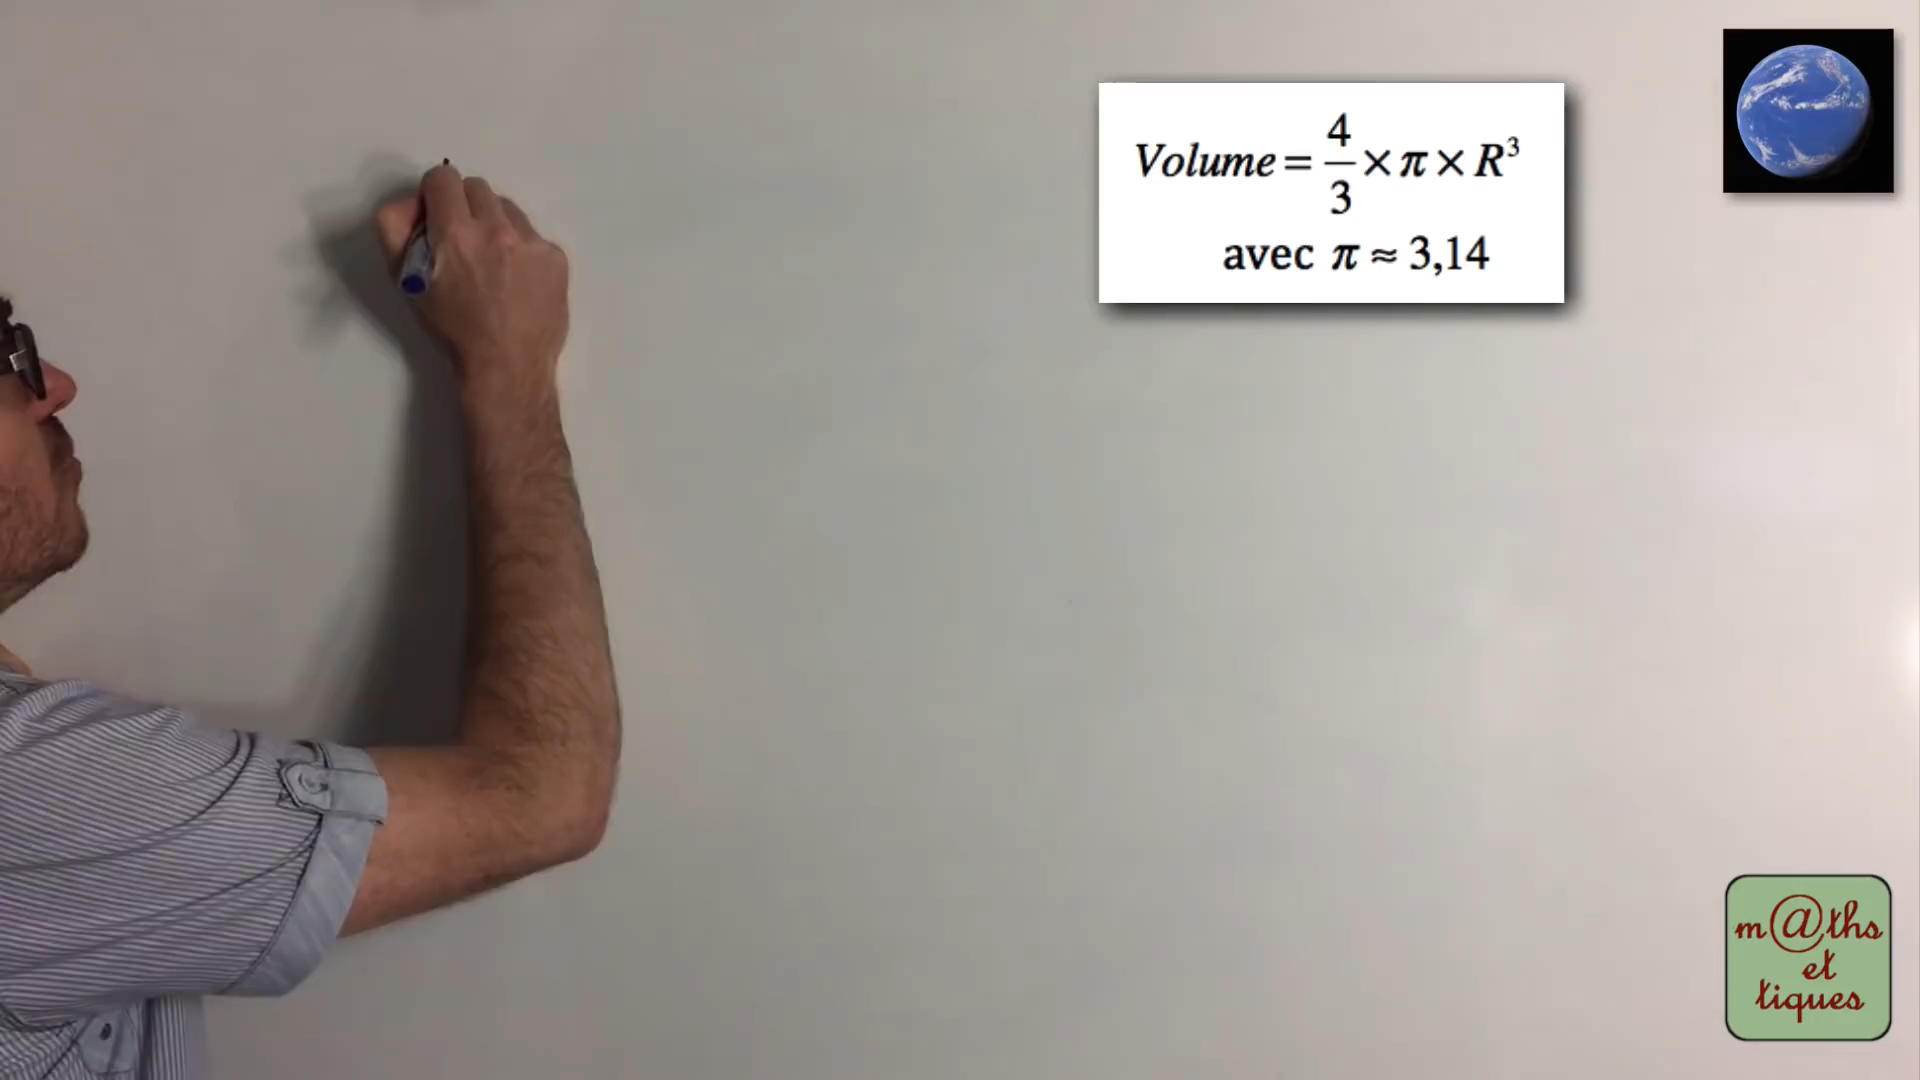 Volume = 4/3 × π × R³
avec π ≈ 3,14
m@ths
et
tiques